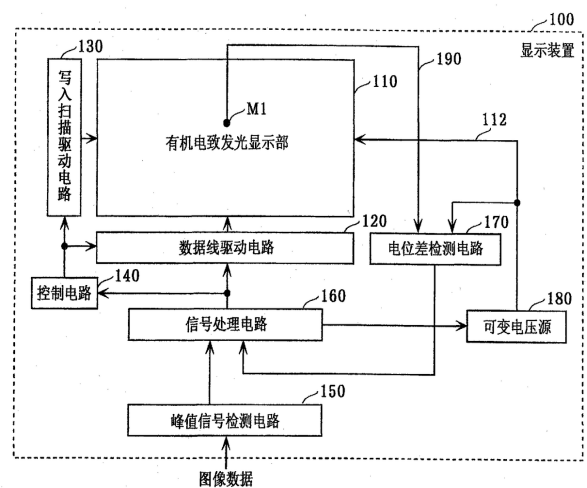 100
显示装置
130
写入扫描驱动电路
110
190
M1
有机电致发光显示部
112
120
数据线驱动电路
170
电位差检测电路
140
控制电路
160
信号处理电路
180
可变电压源
150
峰值信号检测电路
图像数据